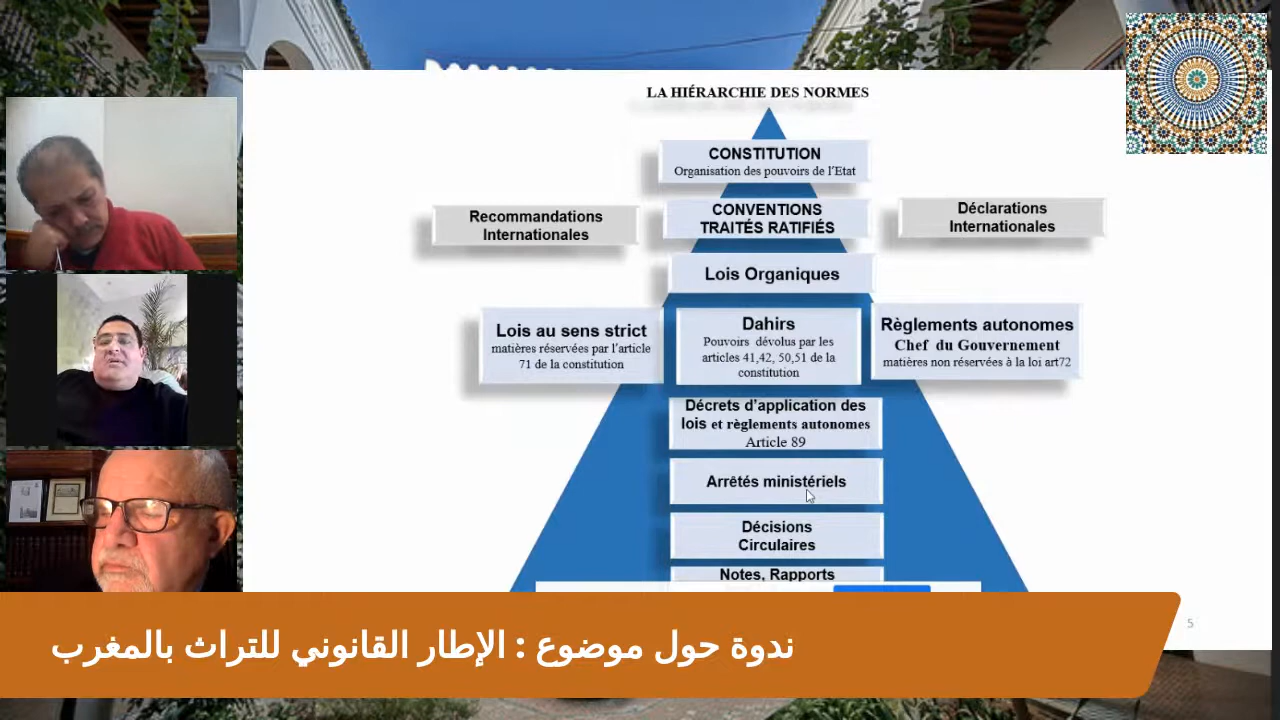 LA HIÉRARCHIE DES NORMES
CONSTITUTION
Organisation des pouvoirs de l'Etat
Recommandations
Internationales
CONVENTIONS
TRAITÉS RATIFIÉS
Déclarations
Internationales
Lois Organiques
Lois au sens strict
matières réservées par l'article
71 de la constitution
Dahirs
Pouvoirs dévolus par les
articles 41,42, 50,51 de la
constitution
Règlements autonomes
Chef du Gouvernement
matières non réservées à la loi art72
Décrets d'application des
lois et règlements autonomes
Article 89
Arrêtés ministériels
Décisions
Circulaires
Notes, Rapports
5
ندوة حول موضوع : الإطار القانوني للتراث بالمغرب